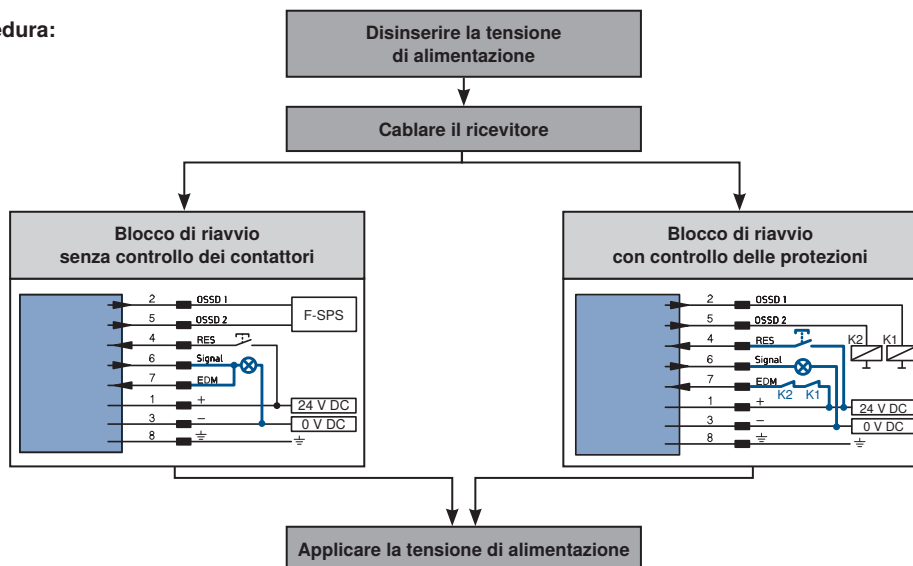 edura:
Disinserire la tensione
di alimentazione
Cablare il ricevitore
Blocco di riavvio
senza controllo dei contattori
2 OSSD 1
F-SPS
5 OSSD 2
4 RES
6 Signal
7 EDM
1 +
24 V DC
3 –
0 V DC
8
Blocco di riavvio
con controllo delle protezioni
2 OSSD 1
5 OSSD 2
K2 K1
4 RES
6 Signal
7 EDM
K2 K1
1 +
24 V DC
3 –
0 V DC
8
Applicare la tensione di alimentazione